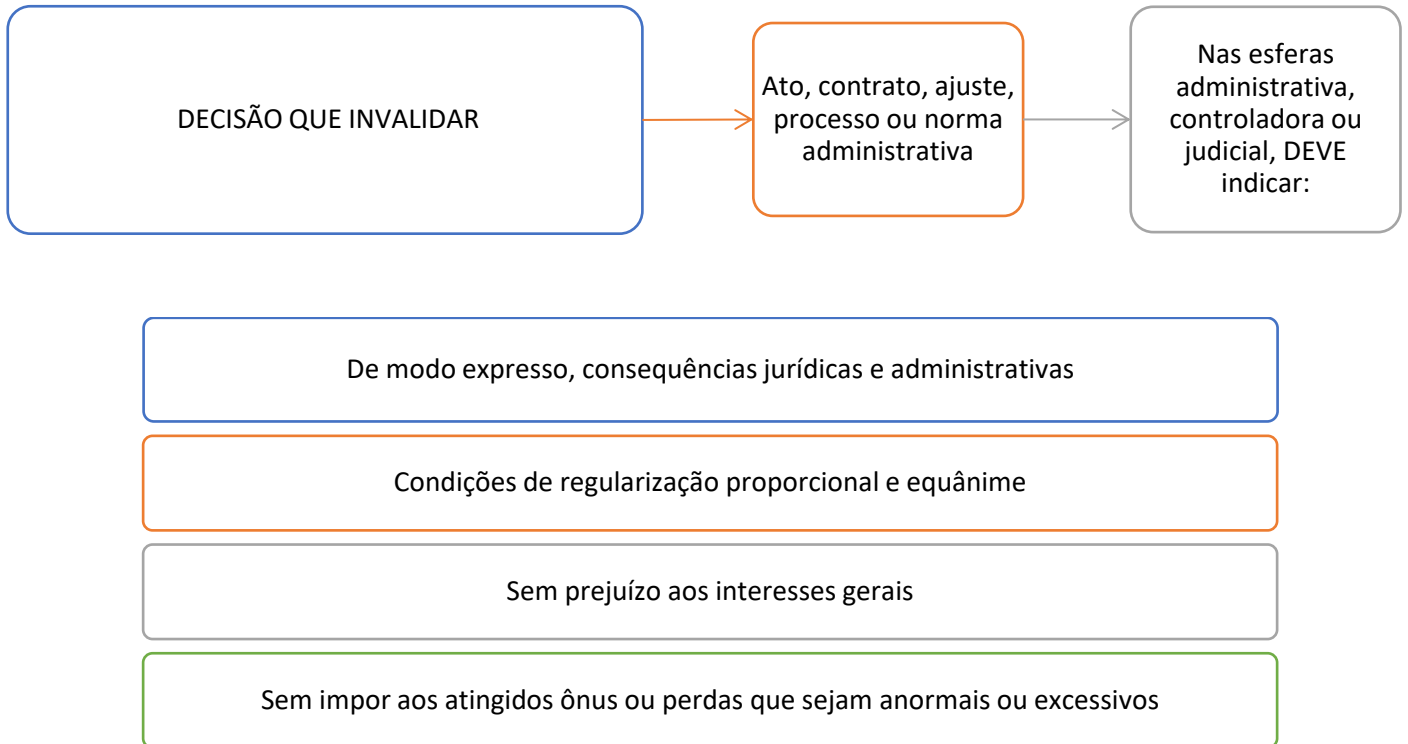 DECISÃO QUE INVALIDAR
Ato, contrato, ajuste,
processo ou norma
administrativa
Nas esferas
administrativa,
controladora ou
judicial, DEVE
indicar:
De modo expresso, consequências jurídicas e administrativas
Condições de regularização proporcional e equânime
Sem prejuízo aos interesses gerais
Sem impor aos atingidos ônus ou perdas que sejam anormais ou excessivos